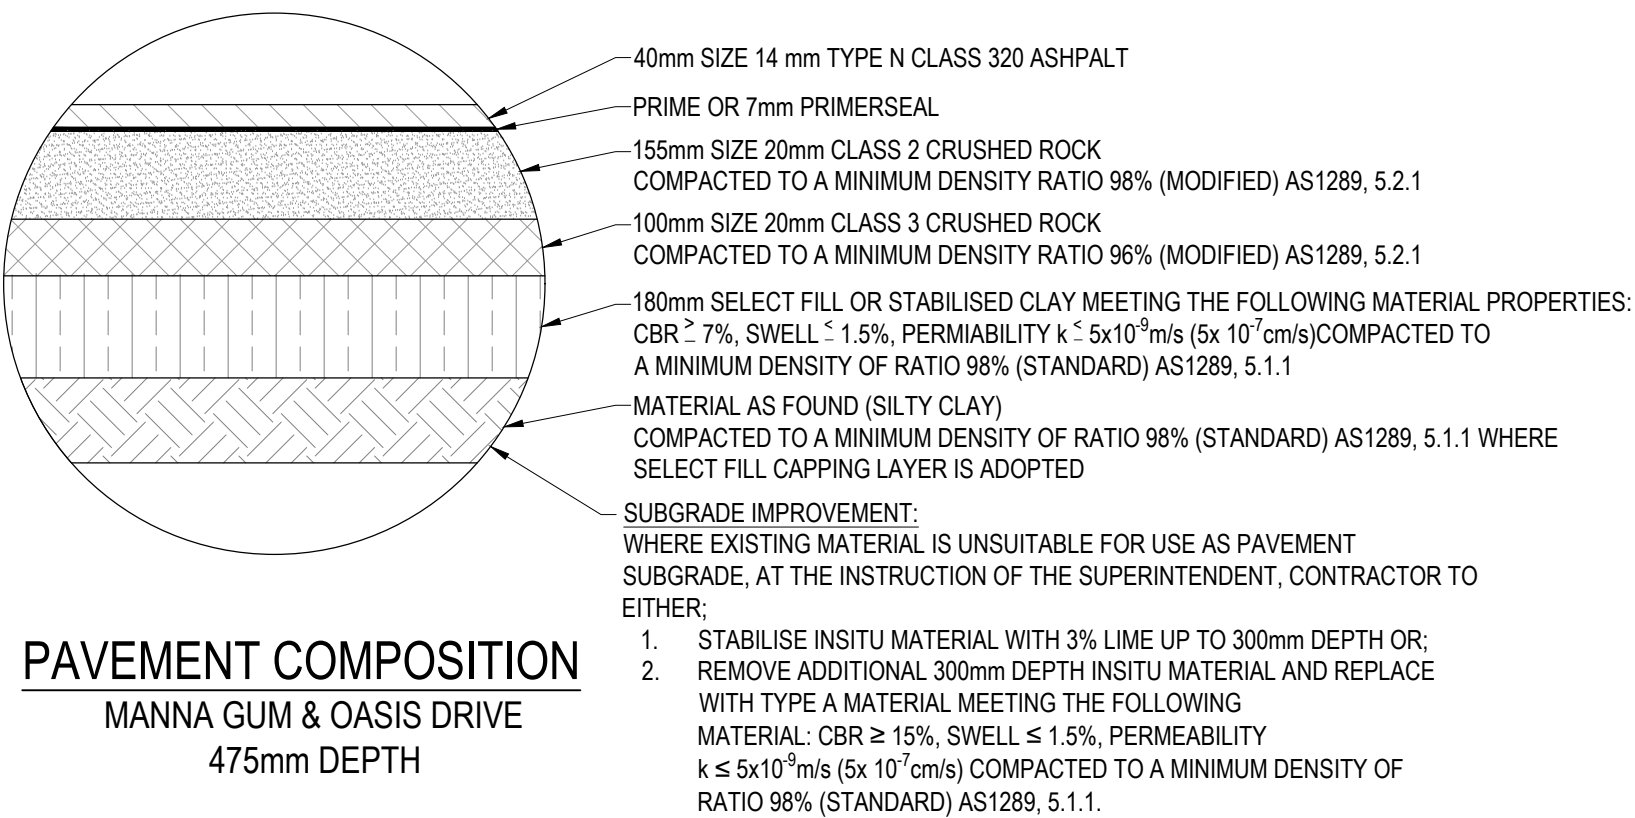 40mm SIZE 14 mm TYPE N CLASS 320 ASHPALT
PRIME OR 7mm PRIMERSEAL
155mm SIZE 20mm CLASS 2 CRUSHED ROCK
COMPACTED TO A MINIMUM DENSITY RATIO 98% (MODIFIED) AS1289, 5.2.1
100mm SIZE 20mm CLASS 3 CRUSHED ROCK
COMPACTED TO A MINIMUM DENSITY RATIO 96% (MODIFIED) AS1289, 5.2.1
180mm SELECT FILL OR STABILISED CLAY MEETING THE FOLLOWING MATERIAL PROPERTIES:
CBR ≥ 7%, SWELL ≤ 1.5%, PERMIABILITY k ≤ 5x10⁻⁹m/s (5x 10⁻⁷cm/s)COMPACTED TO
A MINIMUM DENSITY OF RATIO 98% (STANDARD) AS1289, 5.1.1
MATERIAL AS FOUND (SILTY CLAY)
COMPACTED TO A MINIMUM DENSITY OF RATIO 98% (STANDARD) AS1289, 5.1.1 WHERE
SELECT FILL CAPPING LAYER IS ADOPTED
SUBGRADE IMPROVEMENT:
WHERE EXISTING MATERIAL IS UNSUITABLE FOR USE AS PAVEMENT
SUBGRADE, AT THE INSTRUCTION OF THE SUPERINTENDENT, CONTRACTOR TO
EITHER;
1. STABILISE INSITU MATERIAL WITH 3% LIME UP TO 300mm DEPTH OR;
2. REMOVE ADDITIONAL 300mm DEPTH INSITU MATERIAL AND REPLACE
WITH TYPE A MATERIAL MEETING THE FOLLOWING
MATERIAL: CBR ≥ 15%, SWELL ≤ 1.5%, PERMEABILITY
k ≤ 5x10⁻⁹m/s (5x 10⁻⁷cm/s) COMPACTED TO A MINIMUM DENSITY OF
RATIO 98% (STANDARD) AS1289, 5.1.1.
PAVEMENT COMPOSITION
MANNA GUM & OASIS DRIVE
475mm DEPTH